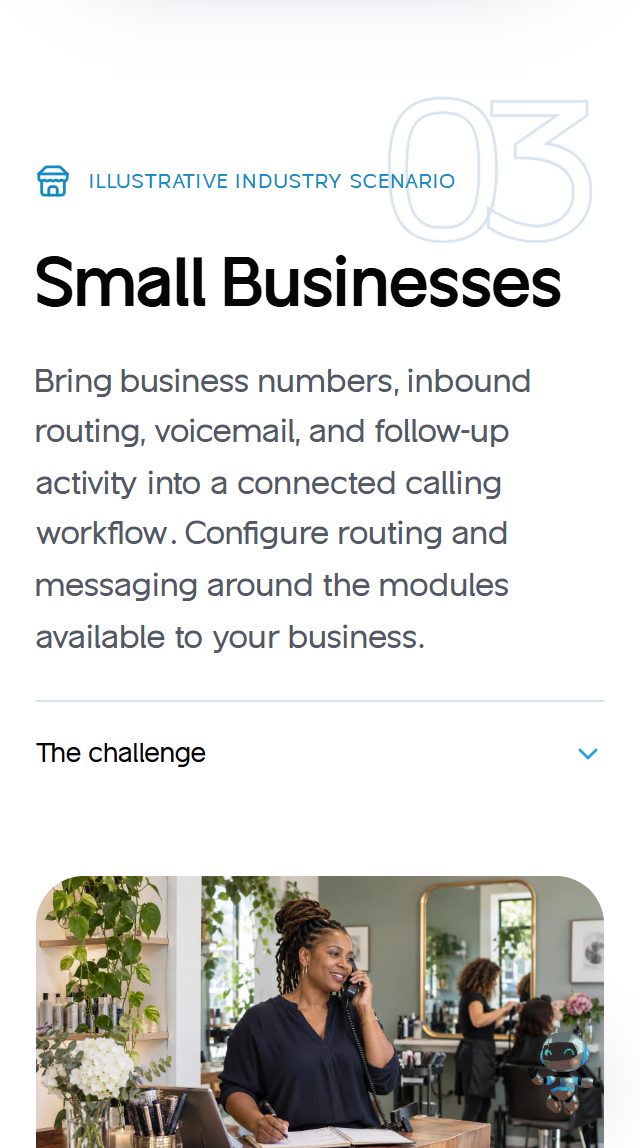 03
ILLUSTRATIVE INDUSTRY SCENARIO
Small Businesses
Bring business numbers, inbound
routing, voicemail, and follow-up
activity into a connected calling
workflow. Configure routing and
messaging around the modules
available to your business.
The challenge